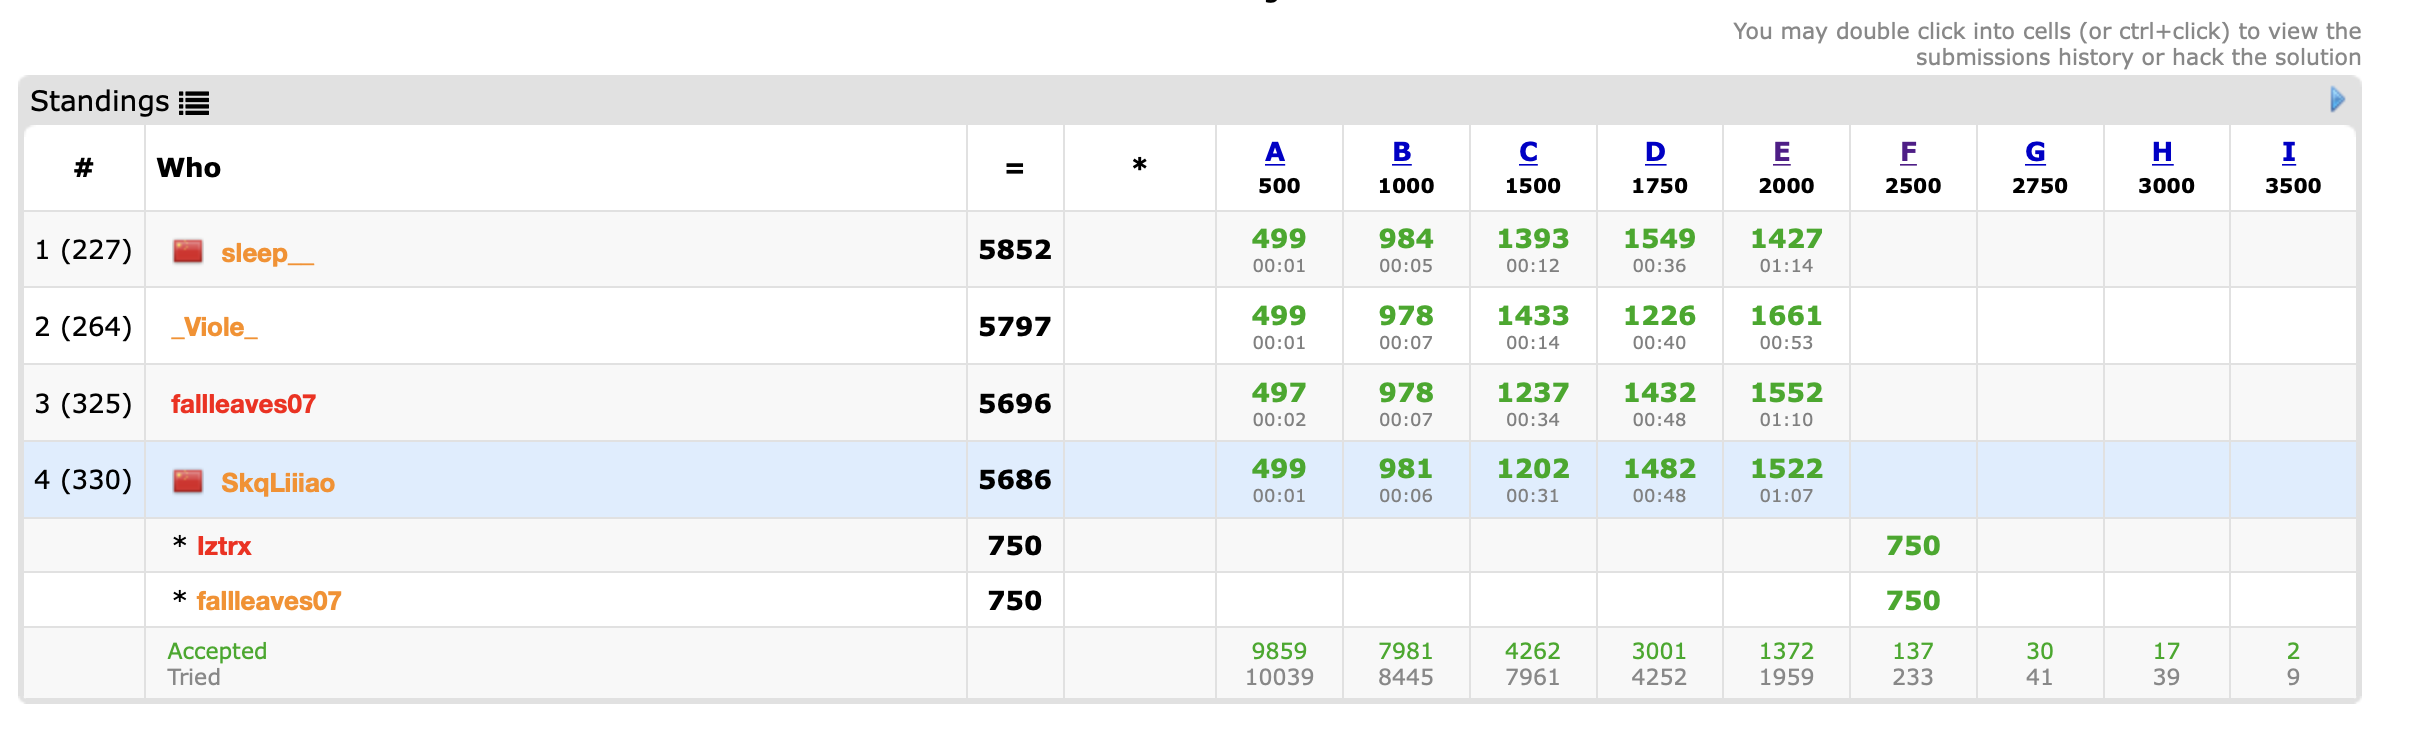 You may double click into cells (or ctrl+click) to view the
submissions history or hack the solution
Standings
# Who = * A B C D E F G H I
500 1000 1500 1750 2000 2500 2750 3000 3500
1 (227) sleep__ 5852 499 984 1393 1549 1427
00:01 00:05 00:12 00:36 01:14
2 (264) _Viole_ 5797 499 978 1433 1226 1661
00:01 00:07 00:14 00:40 00:53
3 (325) fallleaves07 5696 497 978 1237 1432 1552
00:02 00:07 00:34 00:48 01:10
4 (330) SkqLiiiao 5686 499 981 1202 1482 1522
00:01 00:06 00:31 00:48 01:07
* lztrx 750 750
* fallleaves07 750 750
Accepted 9859 7981 4262 3001 1372 137 30 17 2
Tried 10039 8445 7961 4252 1959 233 41 39 9